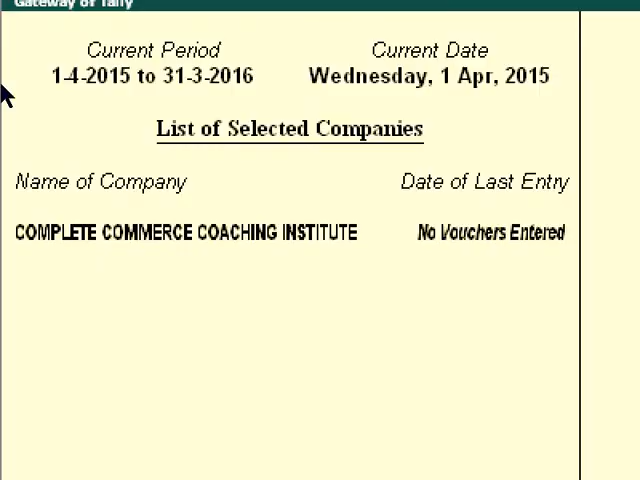 Gateway of Tally
Current Period Current Date
1-4-2015 to 31-3-2016 Wednesday, 1 Apr, 2015
List of Selected Companies
Name of Company Date of Last Entry
COMPLETE COMMERCE COACHING INSTITUTE No Vouchers Entered